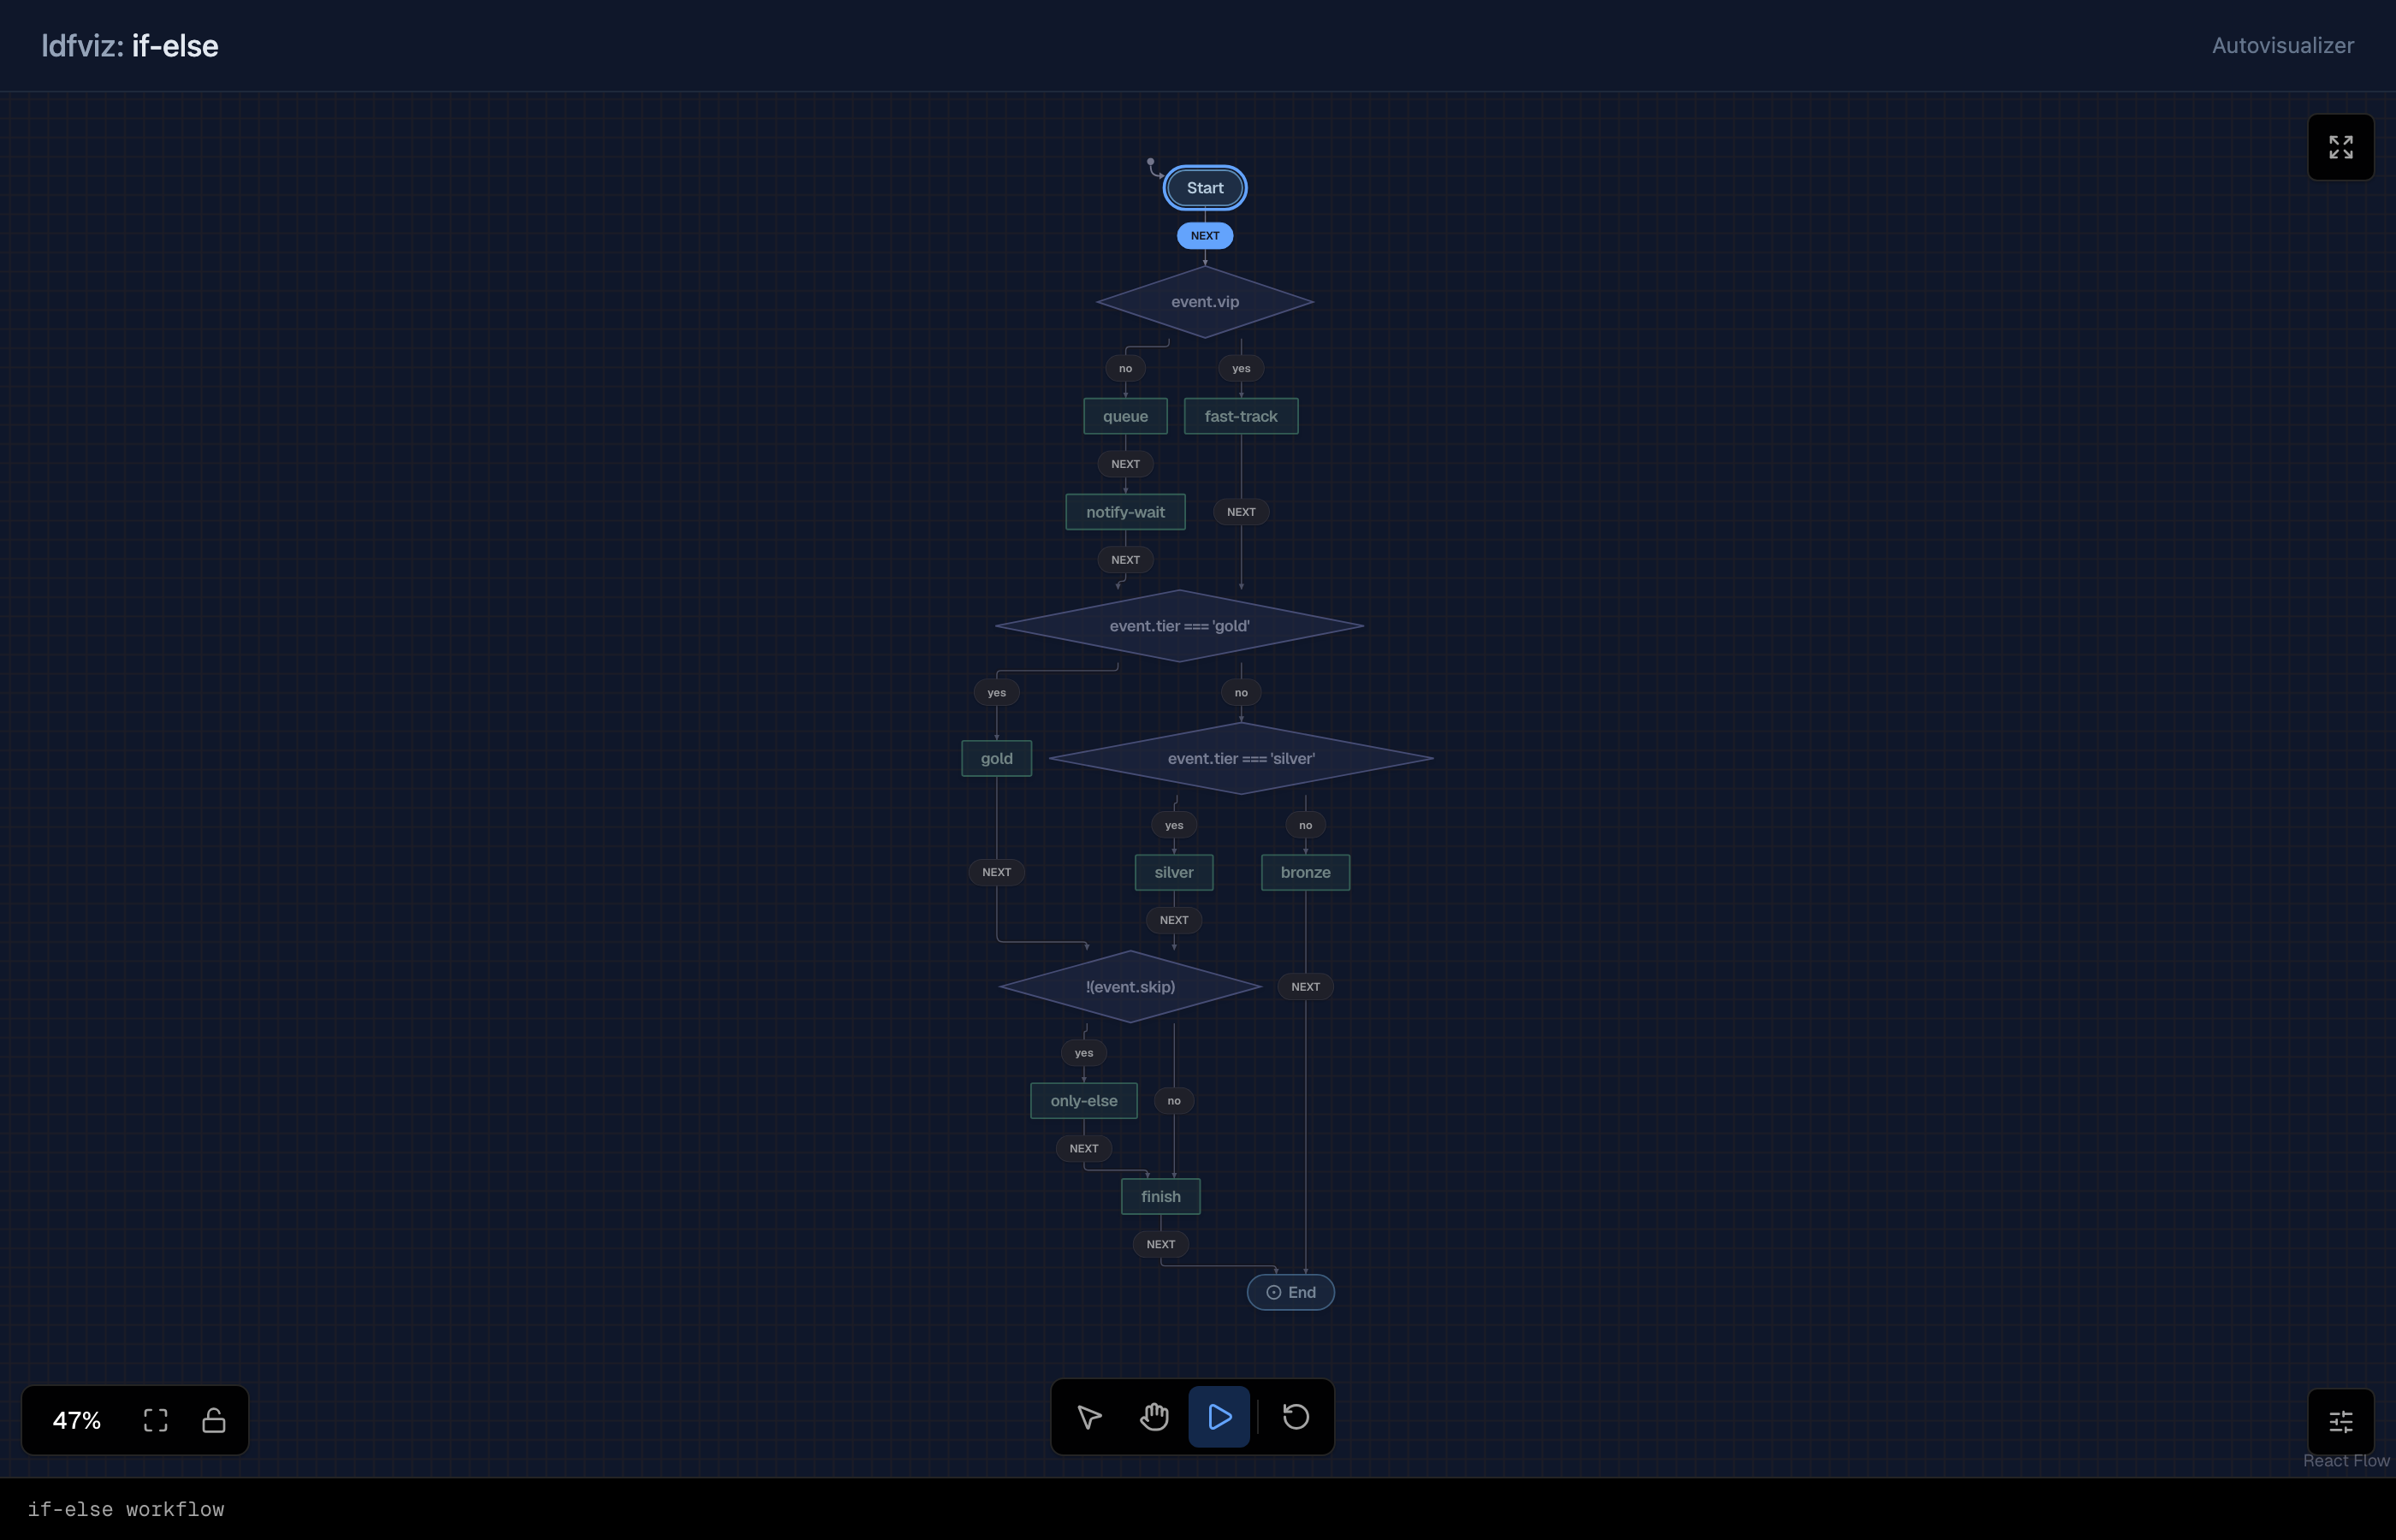 ldfviz: if-else
Autovisualizer
Start
NEXT
event.vip
no
yes
queue
fast-track
NEXT
notify-wait
NEXT
NEXT
event.tier === 'gold'
yes
no
gold
event.tier === 'silver'
yes
no
NEXT
silver
bronze
NEXT
!(event.skip)
NEXT
yes
only-else
no
NEXT
finish
NEXT
End
47%
React Flow
if-else workflow